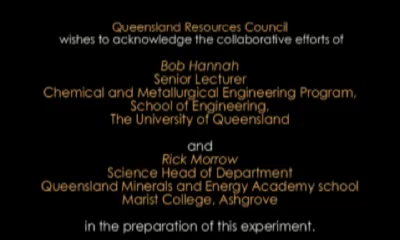 Queensland Resources Council
wishes to acknowledge the collaborative efforts of
Bob Hannah
Senior Lecturer
Chemical and Metallurgical Engineering Program,
School of Engineering,
The University of Queensland
and
Rick Morrow
Science Head of Department
Queensland Minerals and Energy Academy school
Marist College, Ashgrove
in the preparation of this experiment.